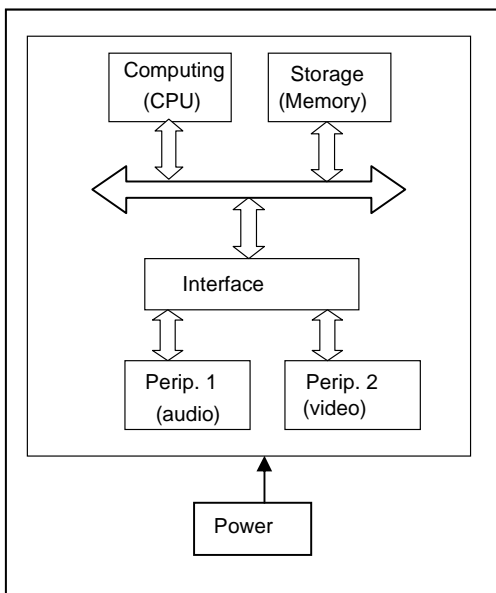 Computing
(CPU)
Storage
(Memory)
Interface
Perip. 1
(audio)
Perip. 2
(video)
Power